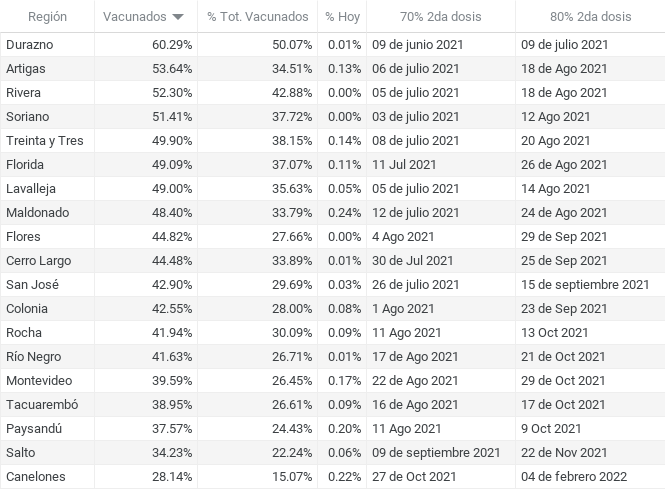 Región Vacunados % Tot. Vacunados % Hoy 70% 2da dosis 80% 2da dosis
Durazno 60.29% 50.07% 0.01% 09 de junio 2021 09 de julio 2021
Artigas 53.64% 34.51% 0.13% 06 de julio 2021 18 de Ago 2021
Rivera 52.30% 42.88% 0.00% 05 de julio 2021 18 de Ago 2021
Soriano 51.41% 37.72% 0.00% 03 de julio 2021 12 Ago 2021
Treinta y Tres 49.90% 38.15% 0.14% 08 de julio 2021 20 Ago 2021
Florida 49.09% 37.07% 0.11% 11 Jul 2021 26 de Ago 2021
Lavalleja 49.00% 35.63% 0.05% 05 de julio 2021 14 Ago 2021
Maldonado 48.40% 33.79% 0.24% 12 de julio 2021 24 de Ago 2021
Flores 44.82% 27.66% 0.00% 4 Ago 2021 29 de Sep 2021
Cerro Largo 44.48% 33.89% 0.01% 30 de Jul 2021 25 de Sep 2021
San José 42.90% 29.69% 0.03% 26 de julio 2021 15 de septiembre 2021
Colonia 42.55% 28.00% 0.08% 1 Ago 2021 23 de Sep 2021
Rocha 41.94% 30.09% 0.09% 11 Ago 2021 13 Oct 2021
Río Negro 41.63% 26.71% 0.01% 17 de Ago 2021 21 de Oct 2021
Montevideo 39.59% 26.45% 0.17% 22 de Ago 2021 29 de Oct 2021
Tacuarembó 38.95% 26.61% 0.09% 16 de Ago 2021 17 de Oct 2021
Paysandú 37.57% 24.43% 0.20% 11 Ago 2021 9 Oct 2021
Salto 34.23% 22.24% 0.06% 09 de septiembre 2021 22 de Nov 2021
Canelones 28.14% 15.07% 0.22% 27 de Oct 2021 04 de febrero 2022